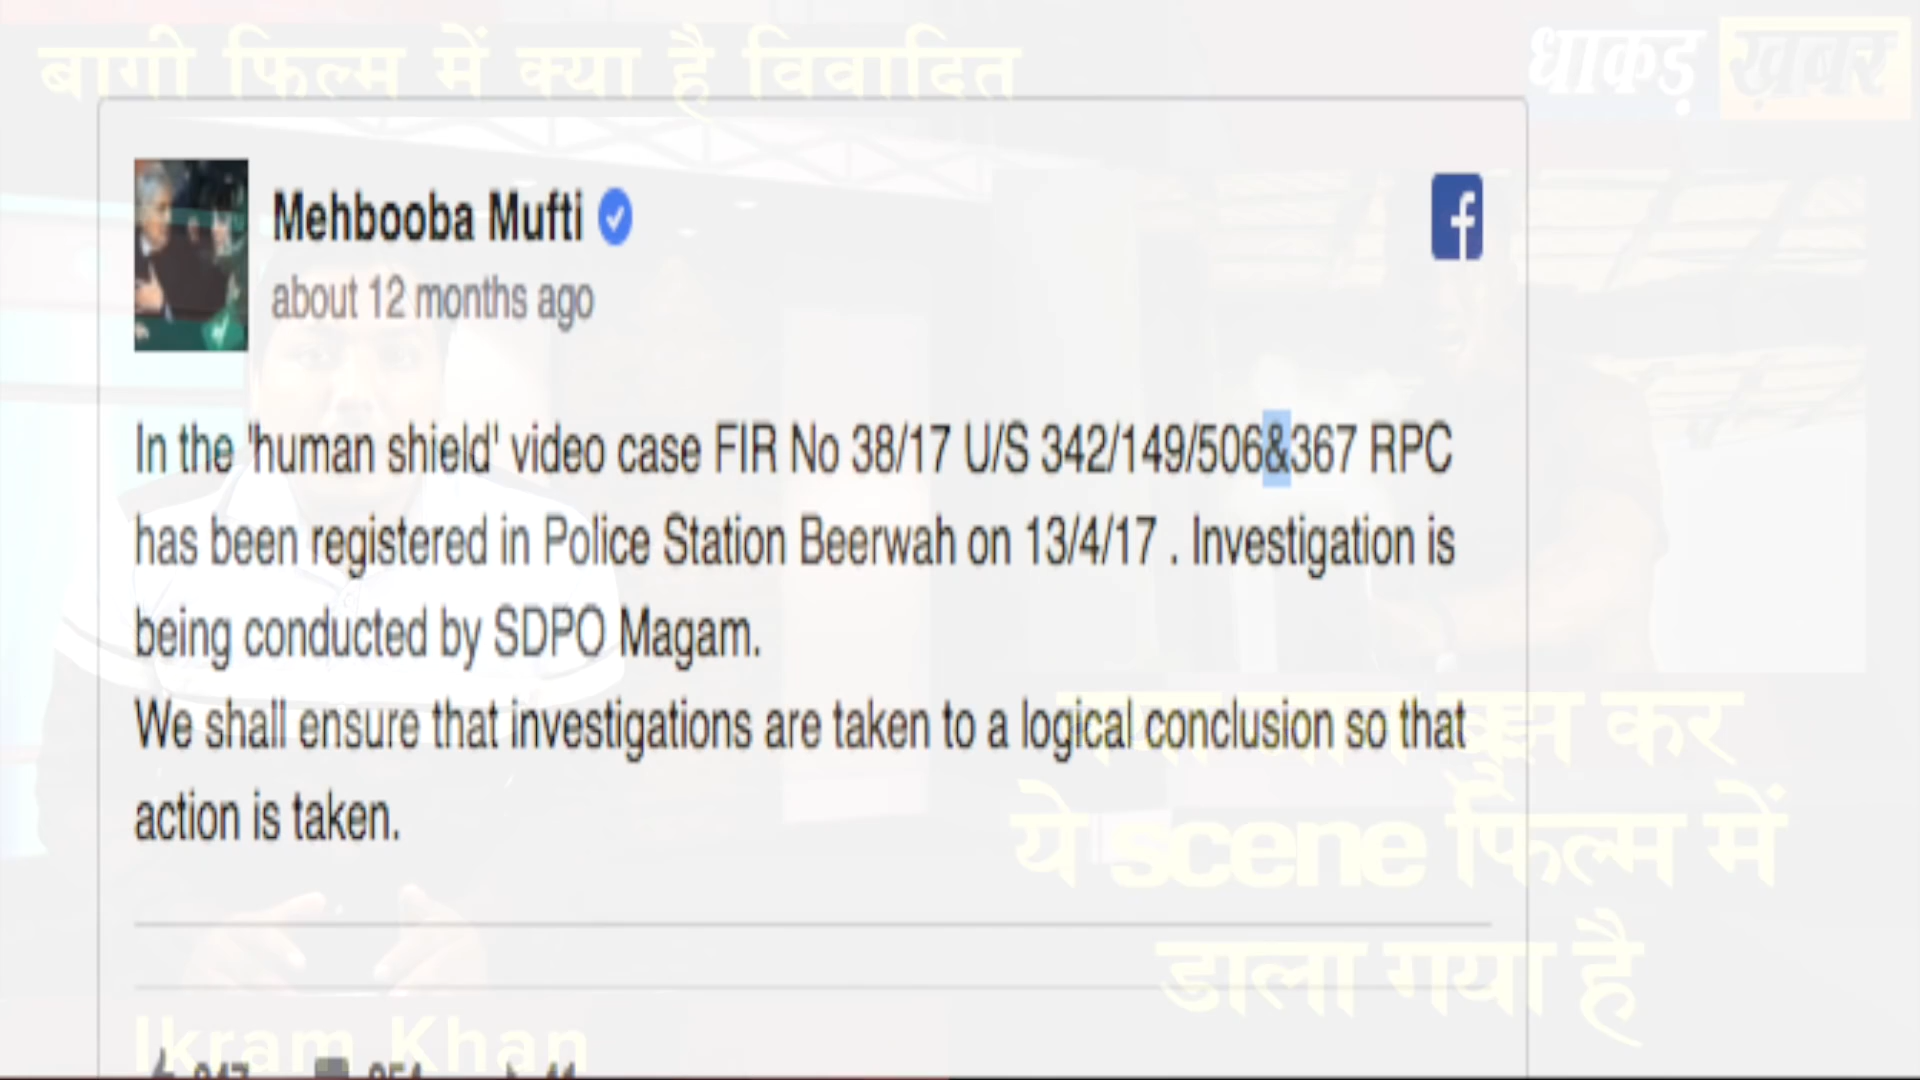 बागी फिल्म में क्या है विवादित
धाकड़ ख़बर
Mehbooba Mufti
about 12 months ago
In the 'human shield' video case FIR No 38/17 U/S 342/149/506&367 RPC
has been registered in Police Station Beerwah on 13/4/17 . Investigation is
being conducted by SDPO Magam.
We shall ensure that investigations are taken to a logical conclusion so that
action is taken.
कर
ये scene फिल्म में
डाला गया है
Ikram Khan